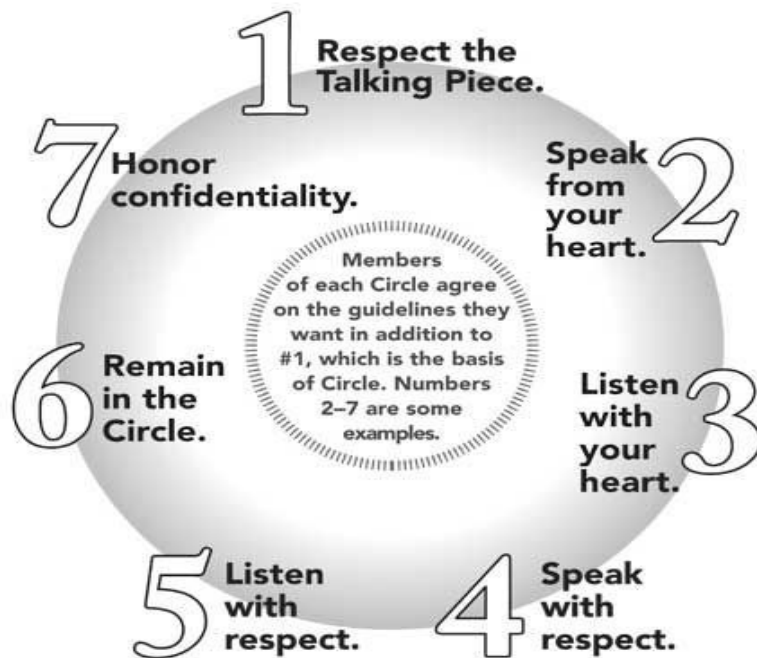 1
Respect the
Talking Piece.
2
Speak
from
your
heart.
3
Listen
with
your
heart.
4
Speak
with
respect.
5
Listen
with
respect.
6
Remain
in the
Circle.
7
Honor
confidentiality.
Members
of each Circle agree
on the guidelines they
want in addition to
#1, which is the basis
of Circle. Numbers
2–7 are some
examples.